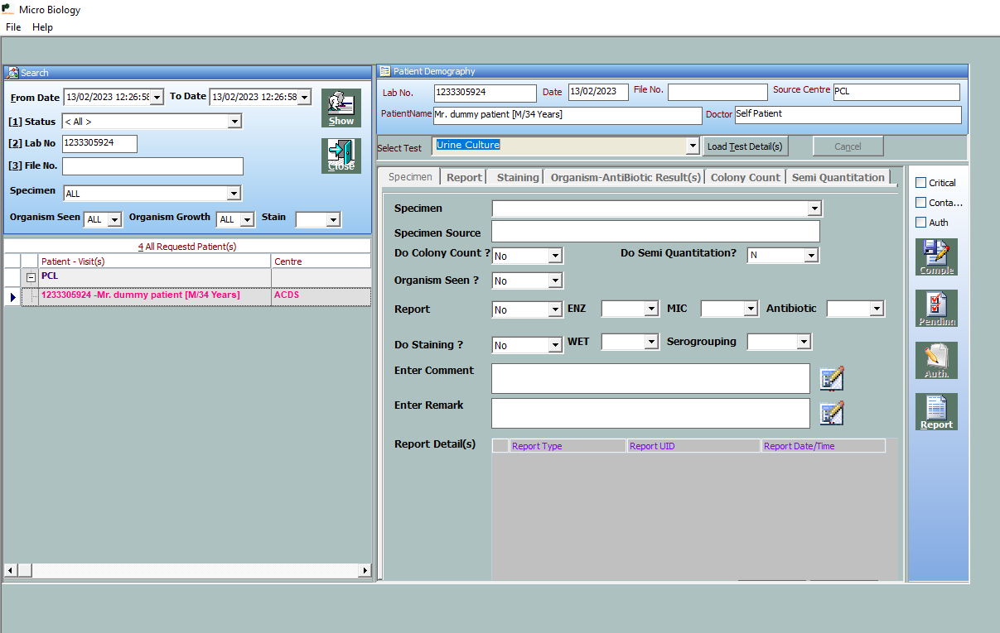 Micro Biology
File Help
Search
From Date 13/02/2023 12:26:58 To Date 13/02/2023 12:26:58
Show
[1] Status < All >
[2] Lab No 1233305924
Close
[3] File No.
Specimen ALL
Organism Seen ALL Organism Growth ALL Stain
4 All Requestd Patient(s)
Patient - Visit(s) Centre
PCL
1233305924 -Mr. dummy patient [M/34 Years] ACDS
Patient Demography
Lab No. 1233305924 Date 13/02/2023 File No. Source Centre PCL
PatientName Mr. dummy patient [M/34 Years] Doctor Self Patient
Select Test Urine Culture Load Test Detail(s) Cancel
Specimen Report Staining Organism-AntiBiotic Result(s) Colony Count Semi Quantitation
Specimen
Specimen Source
Do Colony Count ? No Do Semi Quantitation? N
Organism Seen ? No
Report No ENZ MIC Antibiotic
Do Staining ? No WET Serogrouping
Enter Comment
Enter Remark
Report Detail(s) Report Type Report UID Report Date/Time
Critical
Conta...
Auth
Comple
Pending
Auth.
Report